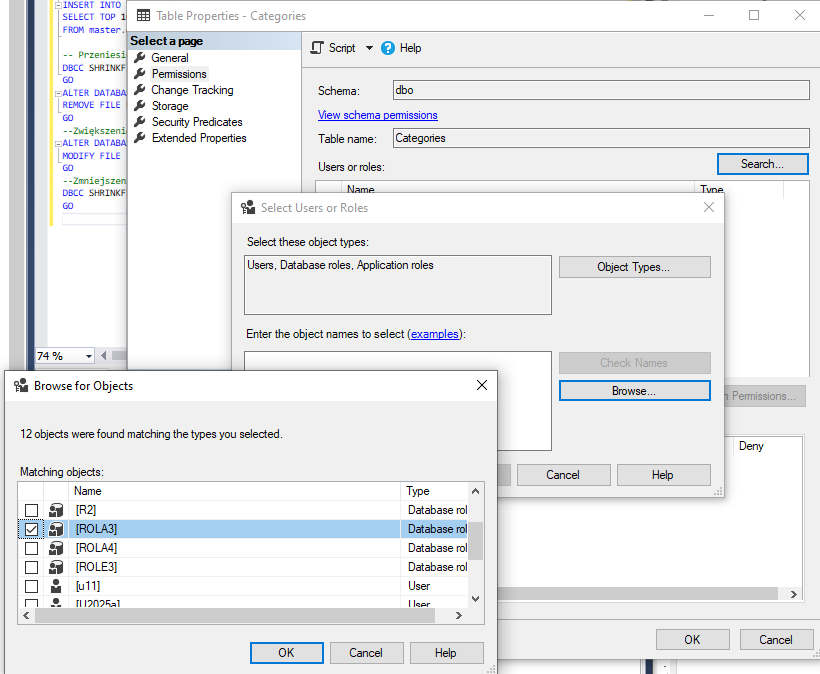 INSERT INTO
SELECT TOP
FROM master.
-- Przeniesi
DBCC SHRINKF
GO
ALTER DATABA
REMOVE FILE
GO
--Zwiększeni
ALTER DATABA
MODIFY FILE
GO
--Zmniejszen
DBCC SHRINKF
GO
74 %
Table Properties - Categories
Select a page
General
Permissions
Change Tracking
Storage
Security Predicates
Extended Properties
Script
Help
Schema:
dbo
View schema permissions
Table name:
Categories
Users or roles:
Search...
Name
Type
Permissions...
Deny
OK
Cancel
Select Users or Roles
Select these object types:
Users, Database roles, Application roles
Object Types...
Enter the object names to select (examples):
Check Names
Browse...
Cancel
Help
Browse for Objects
12 objects were found matching the types you selected.
Matching objects:
Name Type
[R2] Database rol
[ROLA3] Database rol
[ROLA4] Database rol
[ROLE3] Database rol
[u11] User
[U2025a] User
OK
Cancel
Help